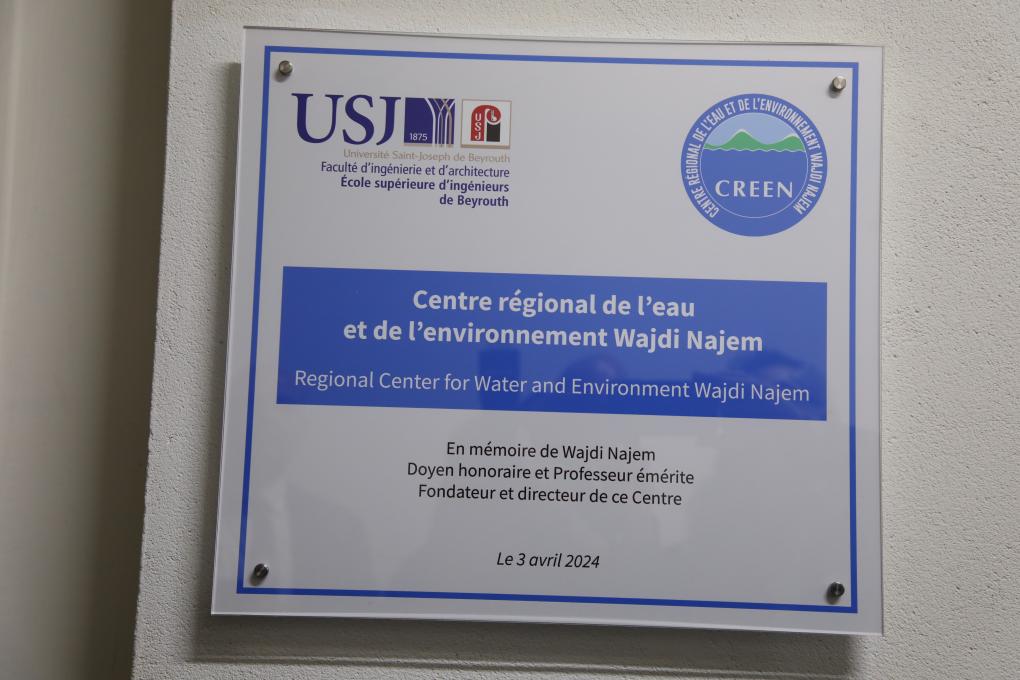 USJ
1875
USJ
Université Saint-Joseph de Beyrouth
Faculté d'ingénierie et d'architecture
École supérieure d'ingénieurs
de Beyrouth
CENTRE RÉGIONAL DE L'EAU ET DE L'ENVIRONNEMENT WAJDI NAJEM
CREEN
Centre régional de l'eau
et de l'environnement Wajdi Najem
Regional Center for Water and Environment Wajdi Najem
En mémoire de Wajdi Najem
Doyen honoraire et Professeur émérite
Fondateur et directeur de ce Centre
Le 3 avril 2024